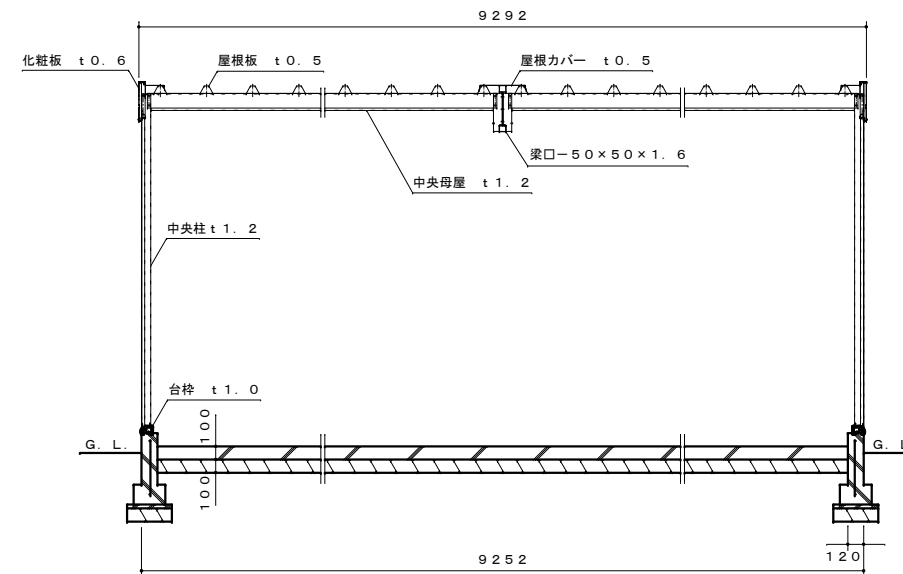 ９２９２
化粧板　ｔ０．６
屋根板　ｔ０．５
屋根カバー　ｔ０．５
梁口－５０×５０×１．６
中央母屋　ｔ１．２
中央柱ｔ１．２
台枠　ｔ１．０
１００
Ｇ．Ｌ．
Ｇ．Ｌ
１００
９２５２
１２０